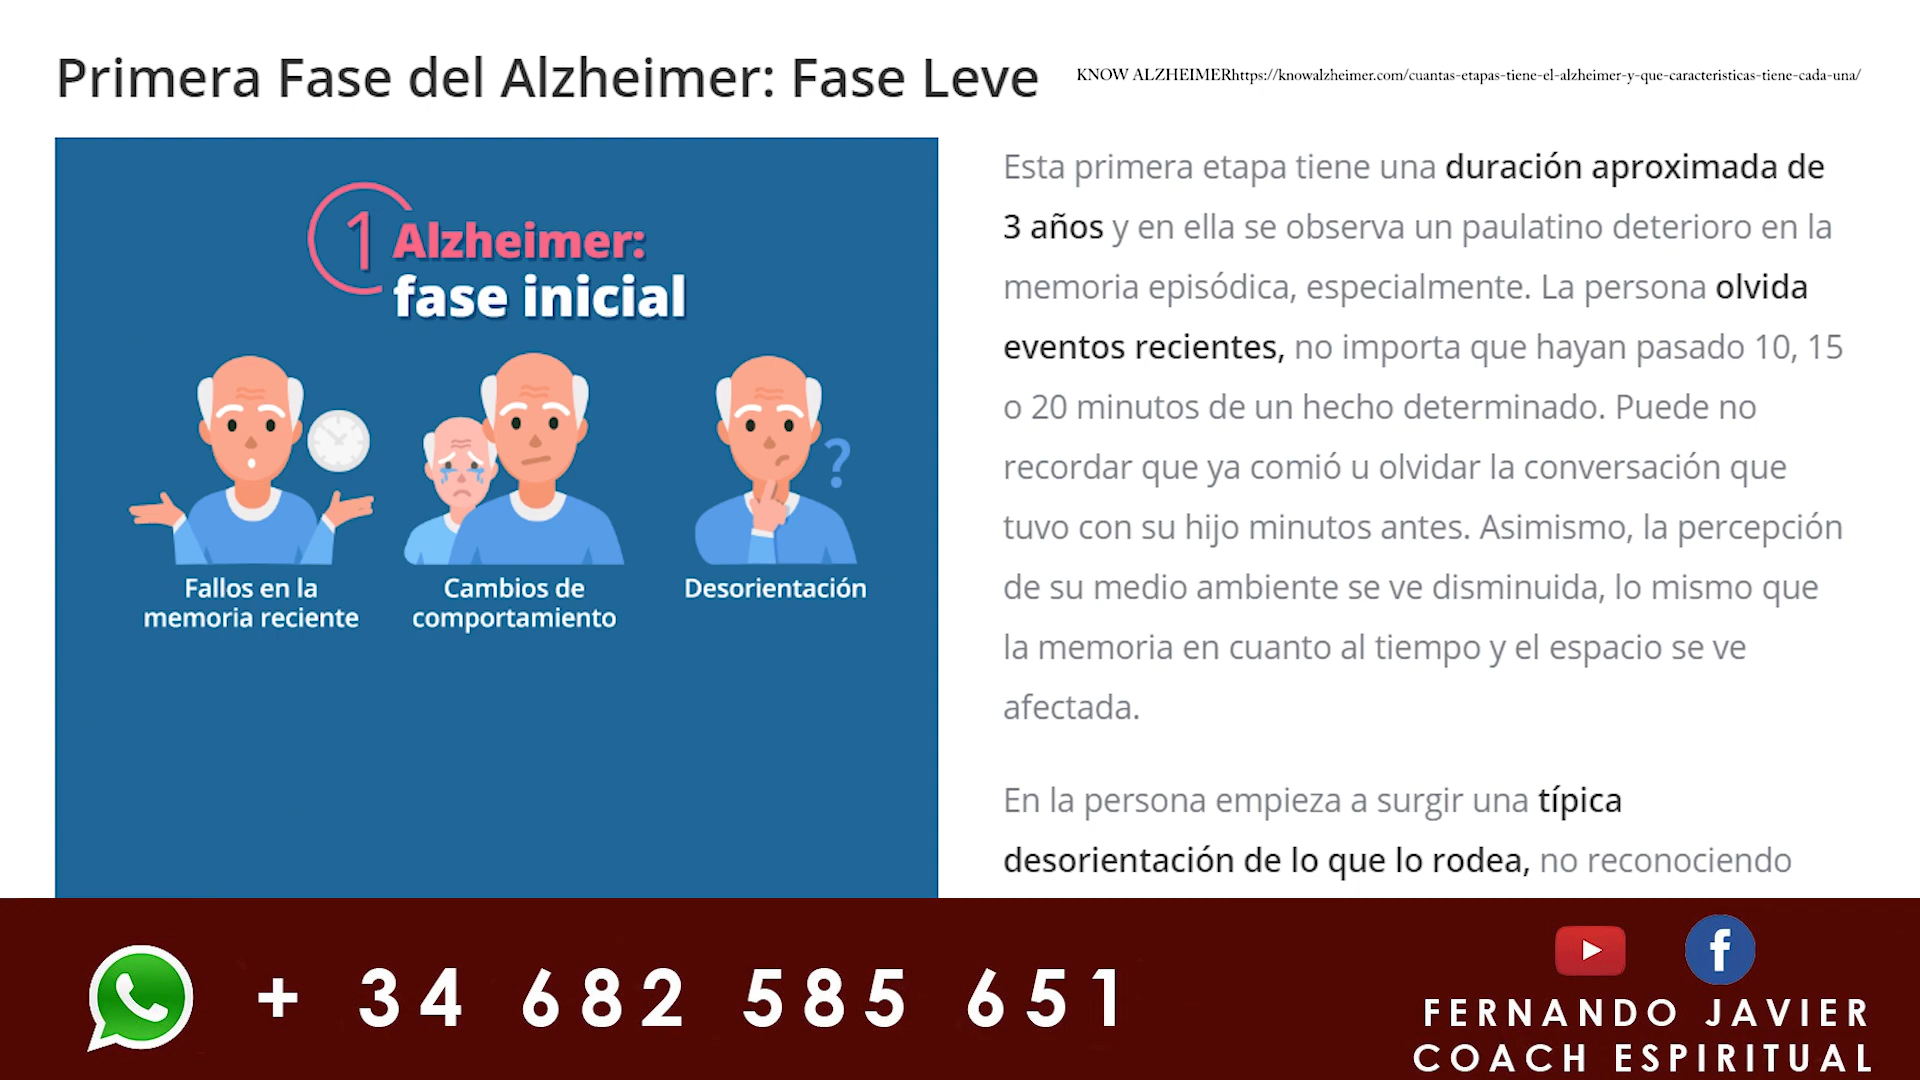 Primera Fase del Alzheimer: Fase Leve
KNOW ALZHEIMERhttps://knowalzheimer.com/cuantas-etapas-tiene-el-alzheimer-y-que-caracteristicas-tiene-cada-una/
1 Alzheimer:
fase inicial
Fallos en la
memoria reciente
Cambios de
comportamiento
?
Desorientación
Esta primera etapa tiene una duración aproximada de
3 años y en ella se observa un paulatino deterioro en la
memoria episódica, especialmente. La persona olvida
eventos recientes, no importa que hayan pasado 10, 15
o 20 minutos de un hecho determinado. Puede no
recordar que ya comió u olvidar la conversación que
tuvo con su hijo minutos antes. Asimismo, la percepción
de su medio ambiente se ve disminuida, lo mismo que
la memoria en cuanto al tiempo y el espacio se ve
afectada.
En la persona empieza a surgir una típica
desorientación de lo que lo rodea, no reconociendo
+ 34 682 585 651
FERNANDO JAVIER
COACH ESPIRITUAL